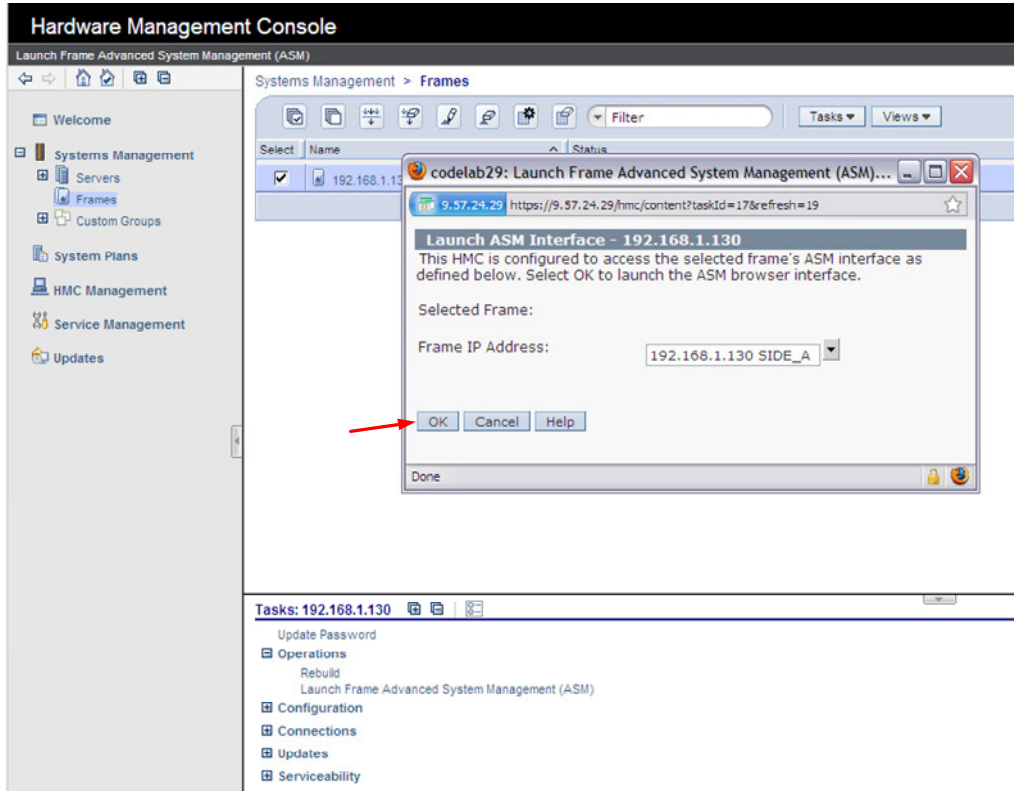 Hardware Management Console
Launch Frame Advanced System Management (ASM)
Systems Management > Frames
Welcome
Systems Management
Servers
Frames
Custom Groups
System Plans
HMC Management
Service Management
Updates
Filter
Tasks Views
Select Name Status
192.168.1.13
codelab29: Launch Frame Advanced System Management (ASM)...
9.57.24.29 https://9.57.24.29/hmc/content?taskId=17&refresh=19
Launch ASM Interface - 192.168.1.130
This HMC is configured to access the selected frame's ASM interface as
defined below. Select OK to launch the ASM browser interface.
Selected Frame:
Frame IP Address: 192.168.1.130 SIDE_A
OK Cancel Help
Done
Tasks: 192.168.1.130
Update Password
Operations
Rebuild
Launch Frame Advanced System Management (ASM)
Configuration
Connections
Updates
Serviceability